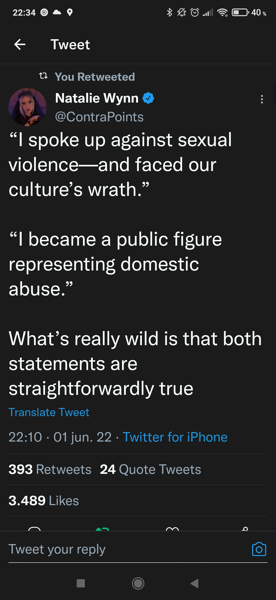 22:34
40%
Tweet
You Retweeted
Natalie Wynn
@ContraPoints
“I spoke up against sexual
violence—and faced our
culture’s wrath.”
“I became a public figure
representing domestic
abuse.”
What’s really wild is that both
statements are
straightforwardly true
Translate Tweet
22:10 · 01 jun. 22 · Twitter for iPhone
393 Retweets 24 Quote Tweets
3.489 Likes
Tweet your reply